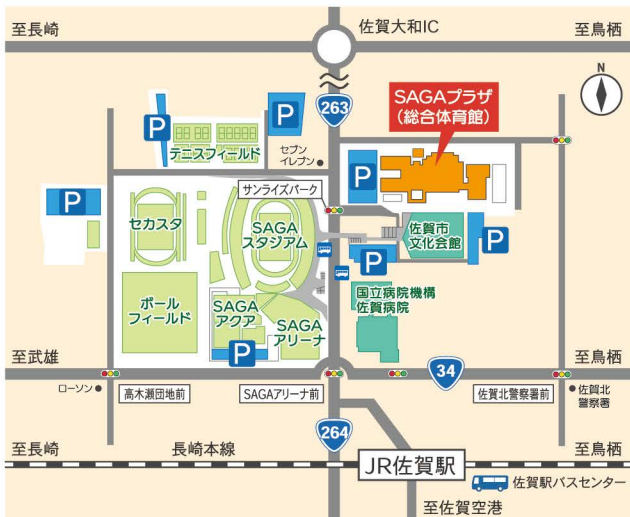 至長崎
佐賀大和IC
至鳥栖
N
263
SAGAプラザ
(総合体育館)
P
P
テニスフィールド
セブン
イレブン
P
サンライズパーク
P
セカスタ
SAGA
スタジアム
佐賀市
文化会館
P
P
ボール
フィールド
SAGA
アクア
SAGA
アリーナ
国立病院機構
佐賀病院
P
至武雄
34
至鳥栖
ローソン
高木瀬団地前
SAGAアリーナ前
佐賀北警察署前
佐賀北
警察署
264
至長崎
長崎本線
JR佐賀駅
至鳥栖
佐賀駅バスセンター
至佐賀空港